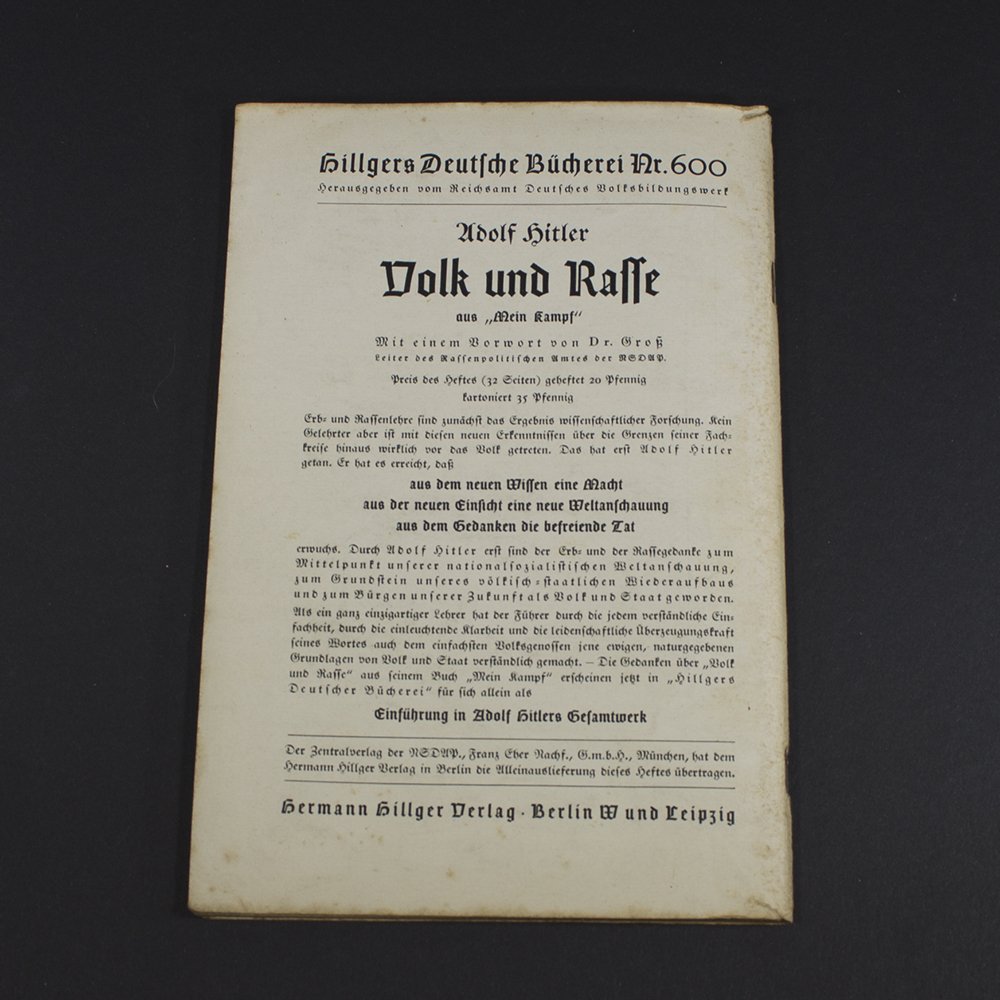 Hillgers Deutsche Bücherei Nr. 600
Herausgegeben vom Reichsamt Deutsches Volksbildungswerk
Adolf Hitler
Volk und Rasse
aus „Mein Kampf“
Mit einem Vorwort von Dr. Groß
Leiter des Rassenpolitischen Amtes der NSDAP.
Preis des Heftes (32 Seiten) geheftet 20 Pfennig
kartoniert 35 Pfennig
Erb- und Rassenlehre sind zunächst das Ergebnis wissenschaftlicher Forschung. Kein
Gelehrter aber ist mit diesen neuen Erkenntnissen über die Grenzen seiner Fach-
kreise hinaus wirklich vor das Volk getreten. Das hat erst Adolf Hitler
getan. Er hat es erreicht, daß
aus dem neuen Wissen eine Macht
aus der neuen Einsicht eine neue Weltanschauung
aus dem Gedanken die befreiende Tat
erwuchs. Durch Adolf Hitler erst sind der Erb- und der Rassegedanke zum
Mittelpunkt unserer nationalsozialistischen Weltanschauung,
zum Grundstein unseres völkisch-staatlichen Wiederaufbaus
und zum Bürgen unserer Zukunft als Volk und Staat geworden.
Als ein ganz einzigartiger Lehrer hat der Führer durch die jedem verständliche Ein-
fachheit, durch die einleuchtende Klarheit und die leidenschaftliche Überzeugungskraft
seines Wortes auch dem einfachsten Volksgenossen jene ewigen, naturgegebenen
Grundlagen von Volk und Staat verständlich gemacht. — Die Gedanken über „Volk
und Rasse“ aus seinem Buch „Mein Kampf“ erscheinen jetzt in „Hillgers
Deutscher Bücherei“ für sich allein als
Einführung in Adolf Hitlers Gesamtwerk
Der Zentralverlag der NSDAP., Franz Eher Nachf., G.m.b.H., München, hat dem
Hermann Hillger Verlag in Berlin die Alleinauslieferung dieses Heftes übertragen.
Hermann Hillger Verlag · Berlin W und Leipzig